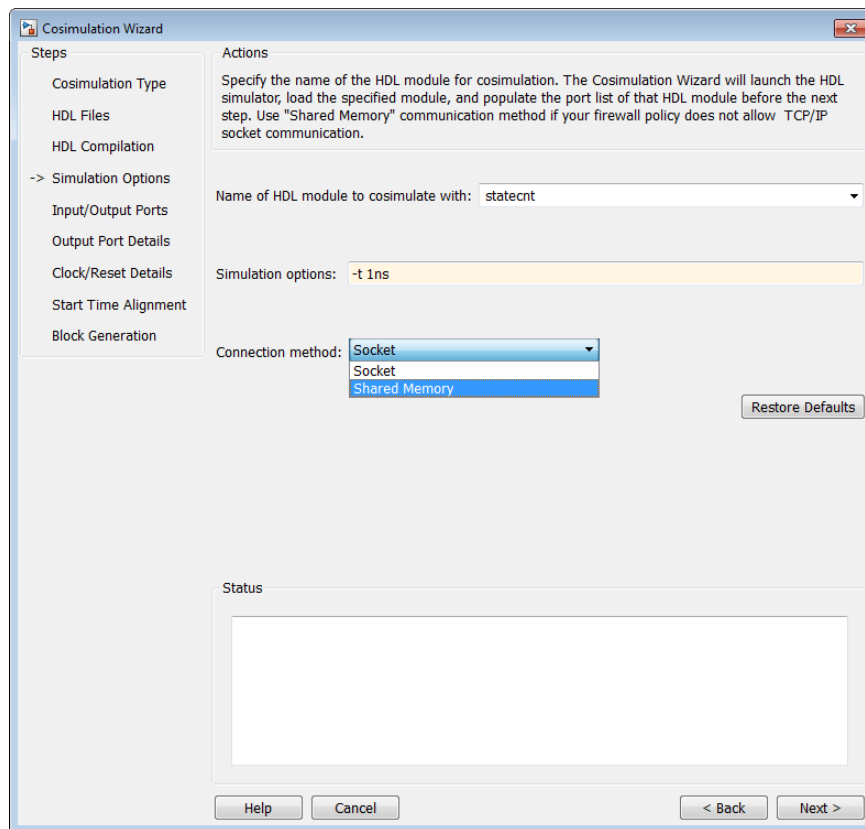 Cosimulation Wizard
Steps
Cosimulation Type
HDL Files
HDL Compilation
-> Simulation Options
Input/Output Ports
Output Port Details
Clock/Reset Details
Start Time Alignment
Block Generation
Actions
Specify the name of the HDL module for cosimulation. The Cosimulation Wizard will launch the HDL
simulator, load the specified module, and populate the port list of that HDL module before the next
step. Use "Shared Memory" communication method if your firewall policy does not allow TCP/IP
socket communication.
Name of HDL module to cosimulate with: statecnt
Simulation options: -t 1ns
Connection method: Socket
Socket
Shared Memory
Restore Defaults
Status
Help Cancel < Back Next >